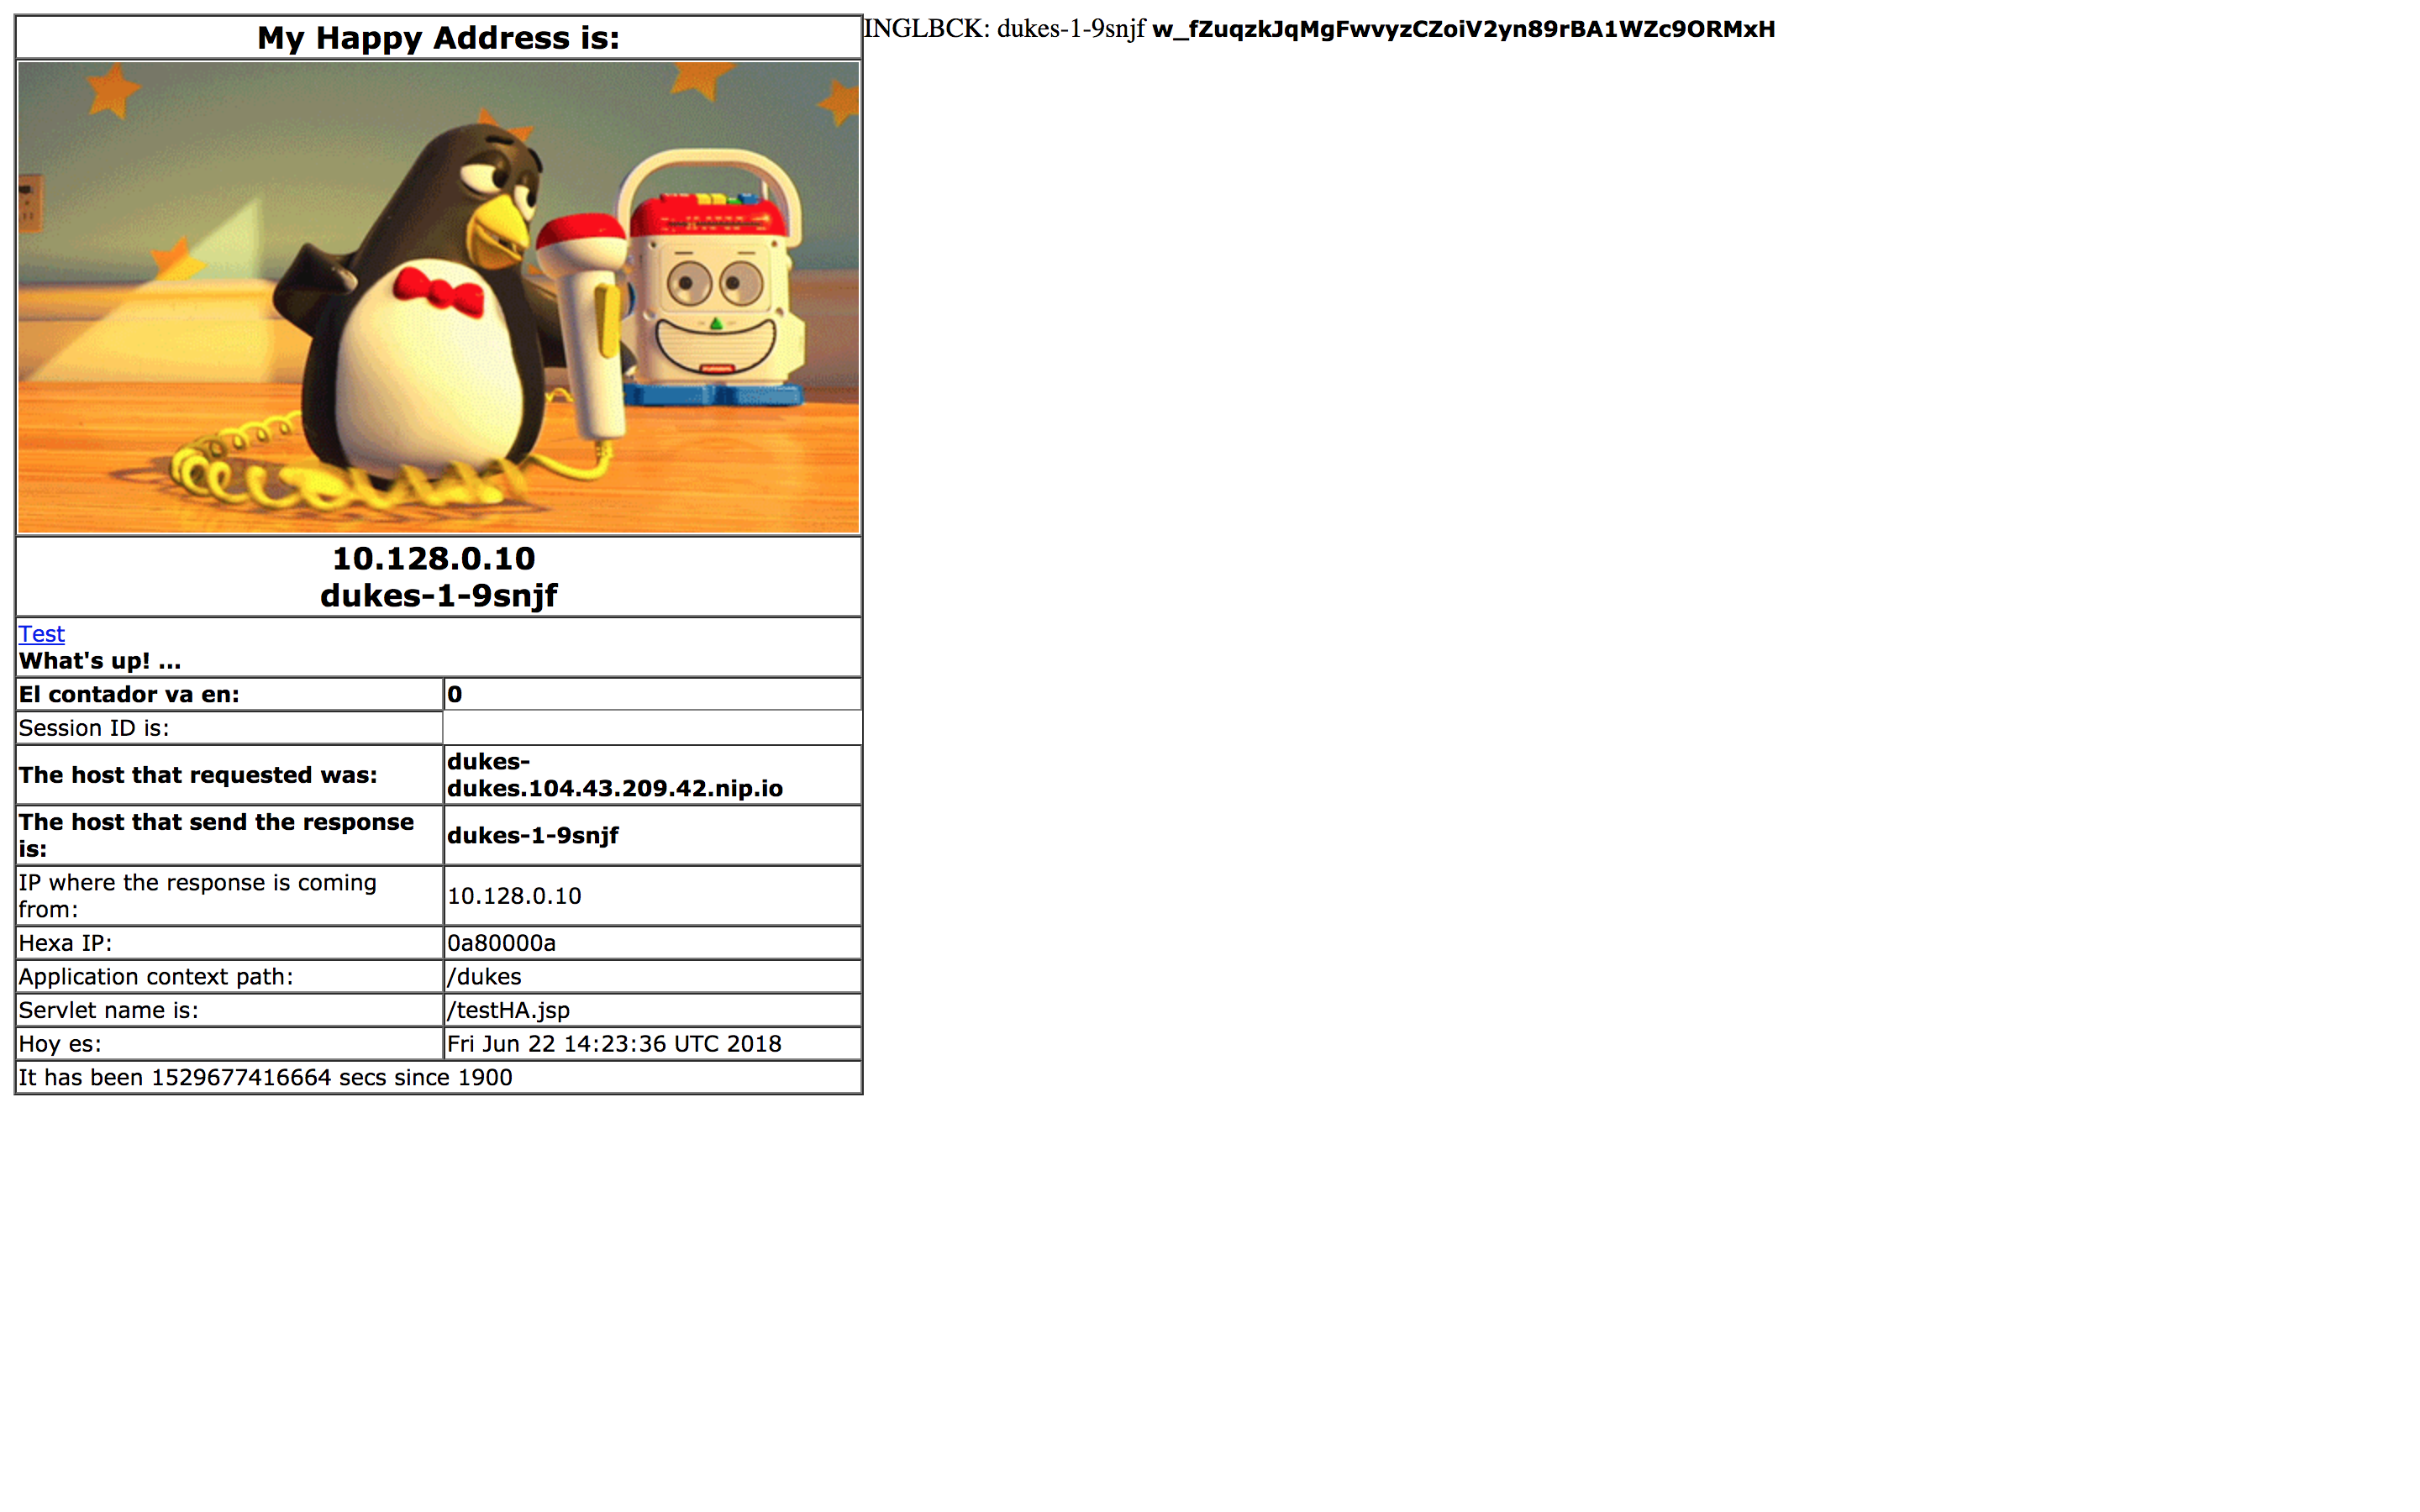 My Happy Address is:
INGLBCK: dukes-1-9snjf w_fZuqzkJqMgFwvyzCZoiV2yn89rBA1WZc9ORMxH
10.128.0.10
dukes-1-9snjf
Test
What's up! ...
El contador va en: 0
Session ID is:
The host that requested was: dukes-
dukes.104.43.209.42.nip.io
The host that send the response
is: dukes-1-9snjf
IP where the response is coming
from: 10.128.0.10
Hexa IP: 0a80000a
Application context path: /dukes
Servlet name is: /testHA.jsp
Hoy es: Fri Jun 22 14:23:36 UTC 2018
It has been 1529677416664 secs since 1900